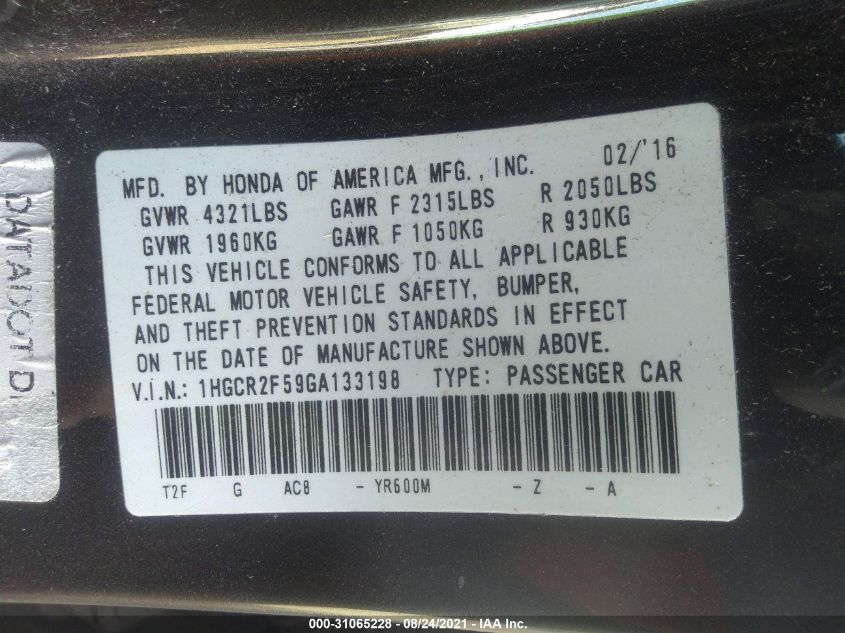 MFD. BY HONDA OF AMERICA MFG., INC. 02/'16
GVWR 4321LBS GAWR F 2315LBS R 2050LBS
GVWR 1960KG GAWR F 1050KG R 930KG
THIS VEHICLE CONFORMS TO ALL APPLICABLE
FEDERAL MOTOR VEHICLE SAFETY, BUMPER,
AND THEFT PREVENTION STANDARDS IN EFFECT
ON THE DATE OF MANUFACTURE SHOWN ABOVE.
V.I.N.: 1HGCR2F59GA133198 TYPE: PASSENGER CAR
T2F G AC8 - YR600M - Z - A
DATADOT D
000-31065228 - 08/24/2021 - IAA Inc.